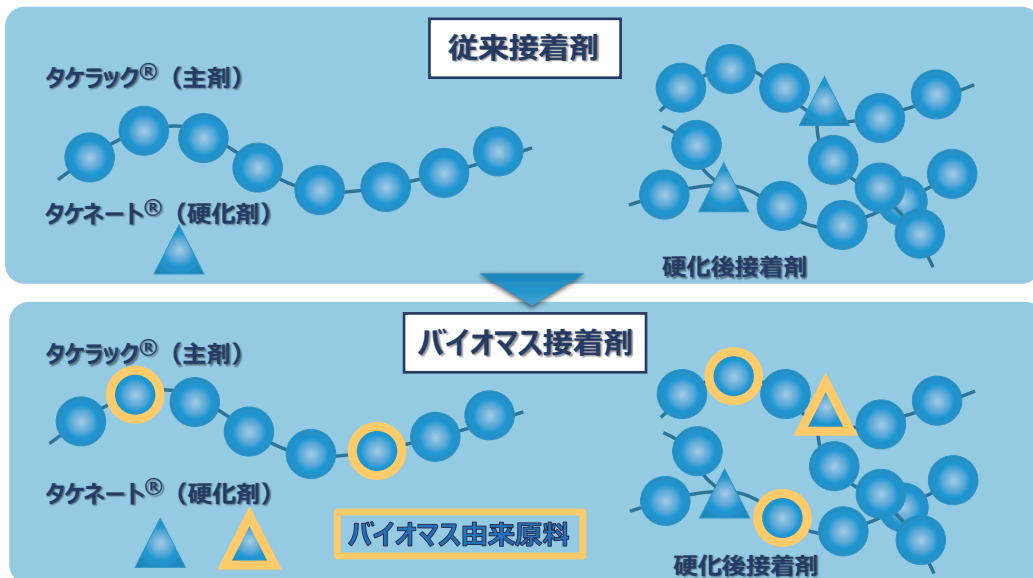 従来接着剤
タケラック®（主剤）
タケネート®（硬化剤）
硬化後接着剤
バイオマス接着剤
タケラック®（主剤）
タケネート®（硬化剤）
バイオマス由来原料
硬化後接着剤